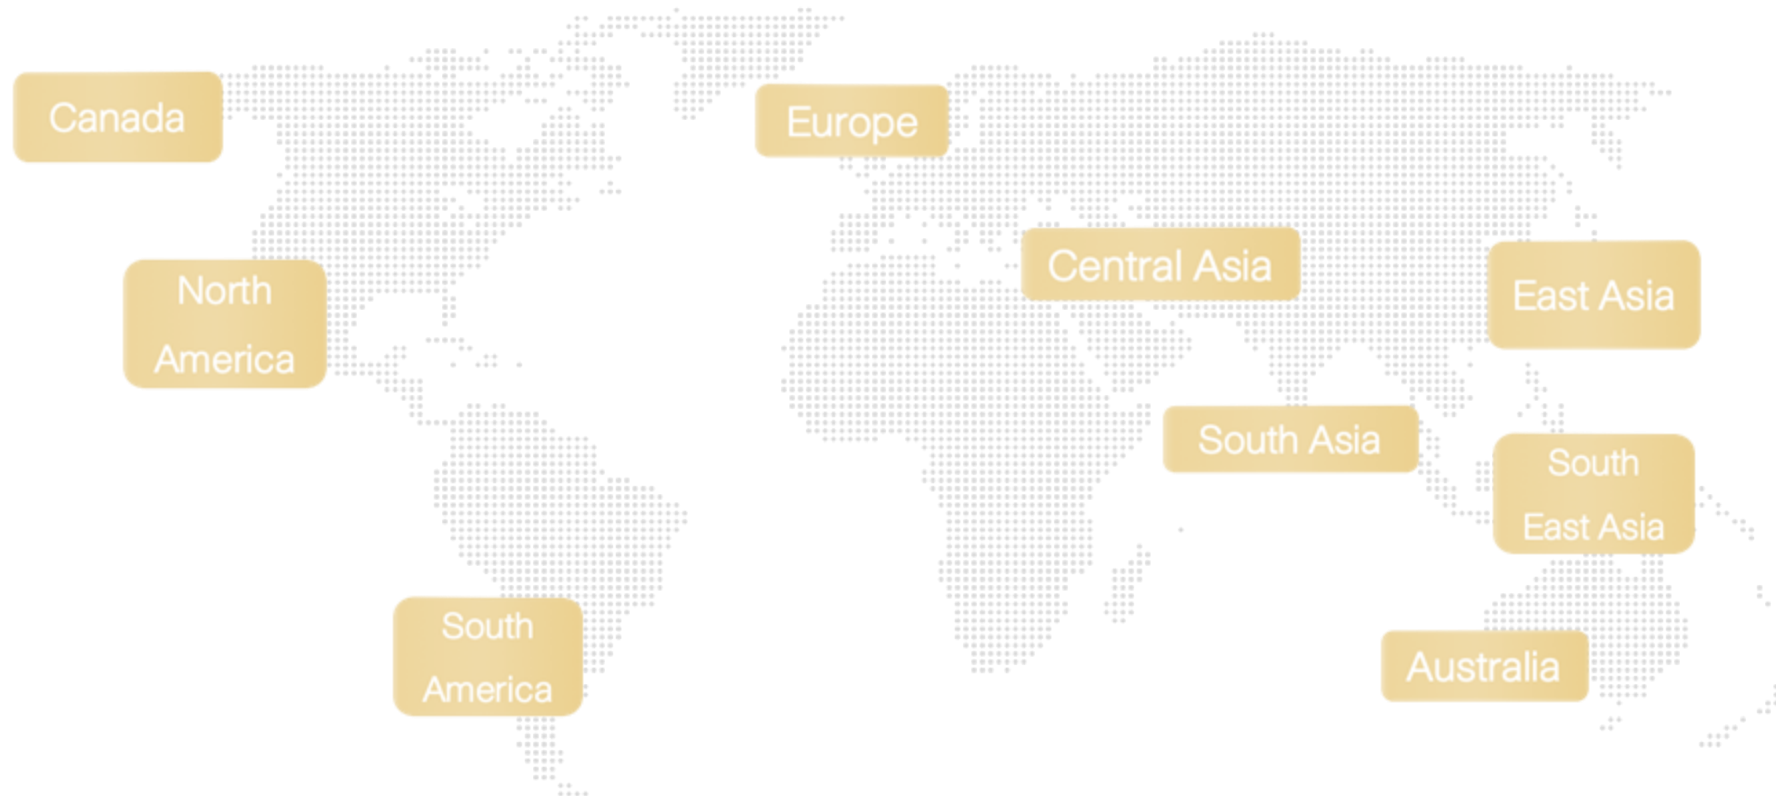 Canada
Europe
Central Asia
East Asia
North
America
South Asia
South
East Asia
South
America
Australia